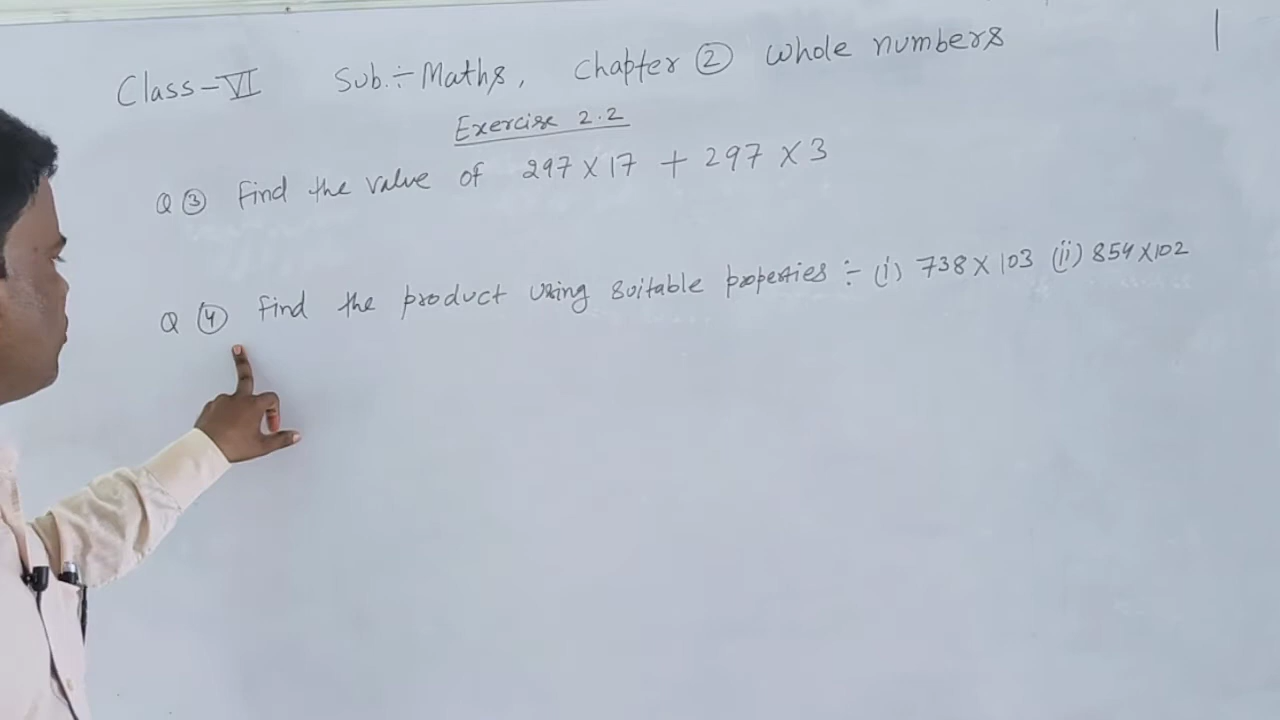 Class-VI Sub.÷Maths, Chapter ② Whole numbers
Exercise 2.2
Q ③ Find the value of 297 X 17 + 297 X 3
Q ④ Find the product using suitable properties ÷ (i) 738 X 103 (ii) 854 X 102